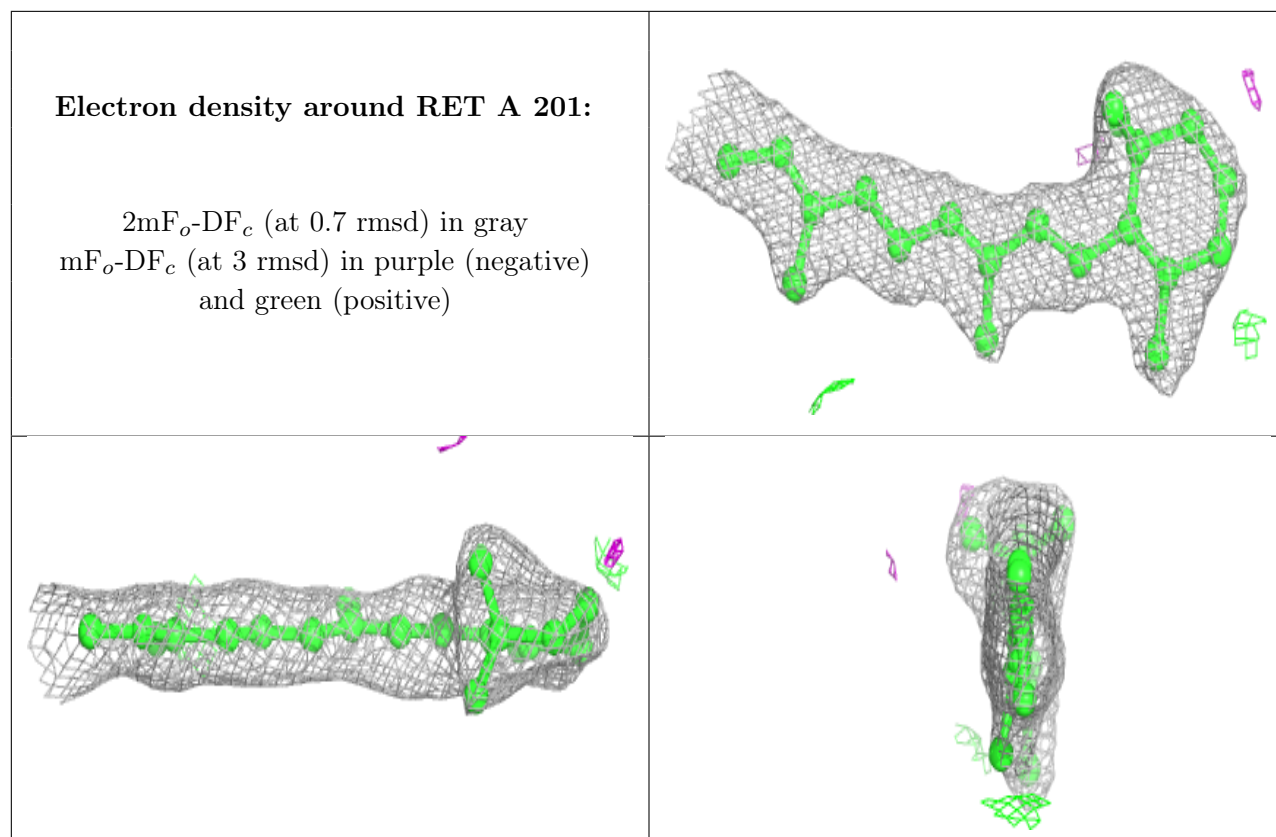 Electron density around RET A 201:
2mFo-DFc (at 0.7 rmsd) in gray
mFo-DFc (at 3 rmsd) in purple (negative)
and green (positive)